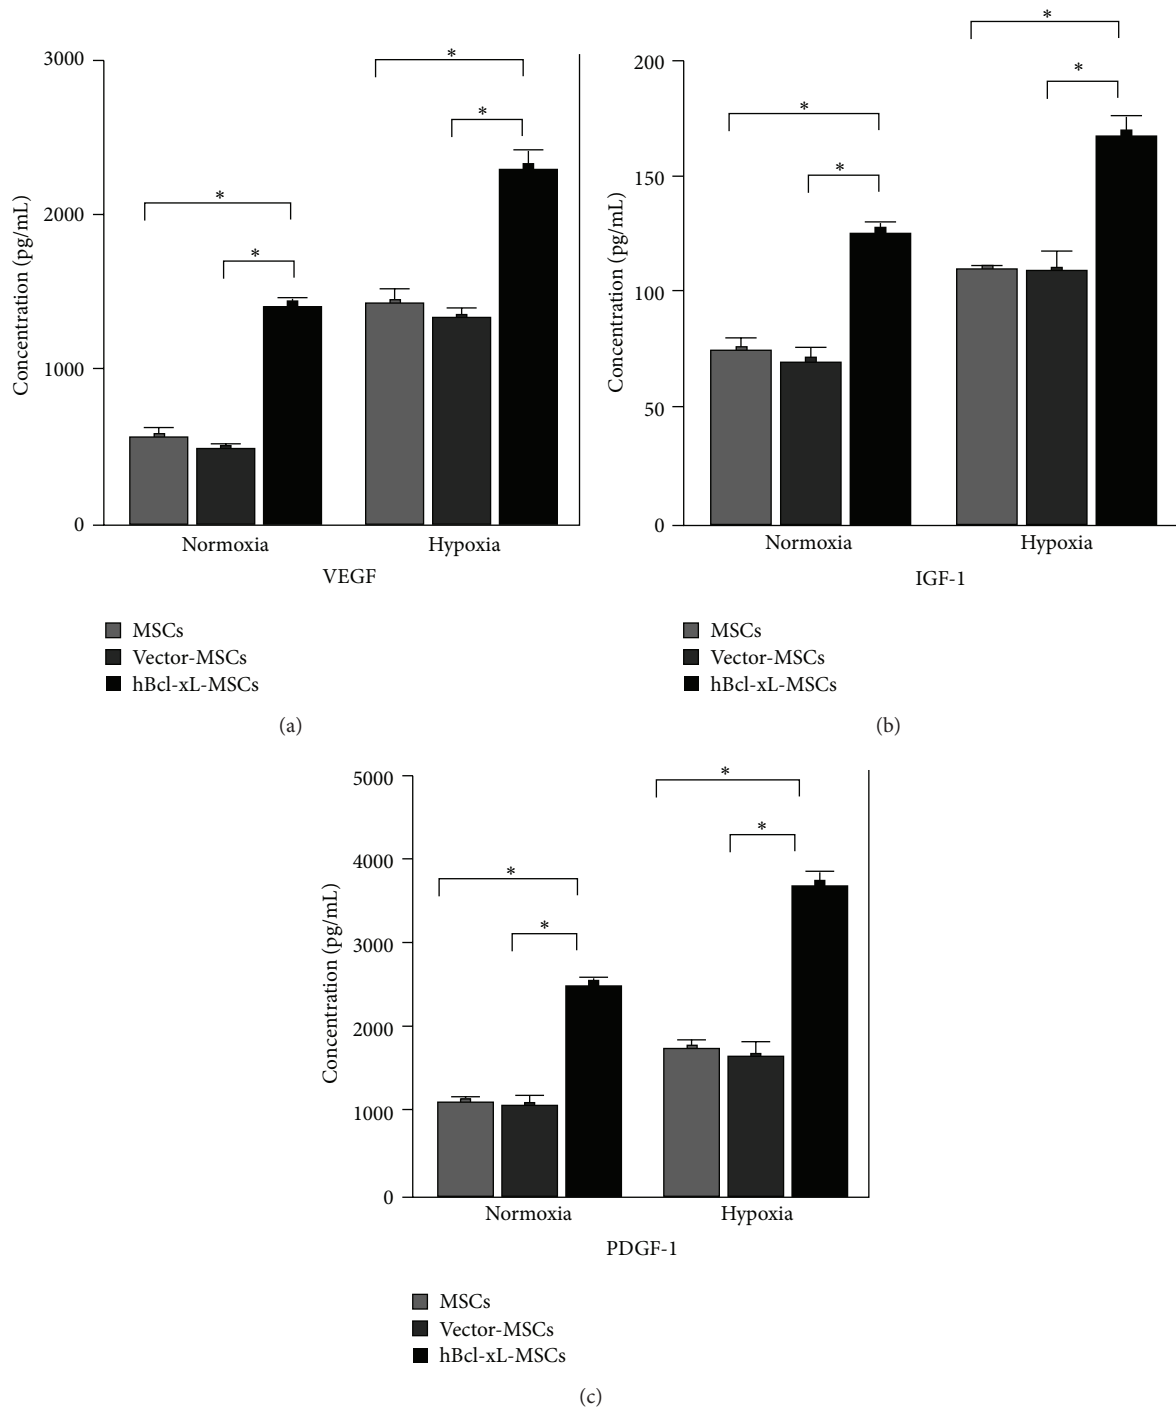 *
*
*
*
3000
2000
1000
0
Concentration (pg/mL)
Normoxia
Hypoxia
VEGF
MSCs
Vector-MSCs
hBcl-xL-MSCs
(a)
*
*
*
*
200
150
100
50
0
Concentration (pg/mL)
Normoxia
Hypoxia
IGF-1
MSCs
Vector-MSCs
hBcl-xL-MSCs
(b)
*
*
*
*
5000
4000
3000
2000
1000
0
Concentration (pg/mL)
Normoxia
Hypoxia
PDGF-1
MSCs
Vector-MSCs
hBcl-xL-MSCs
(c)